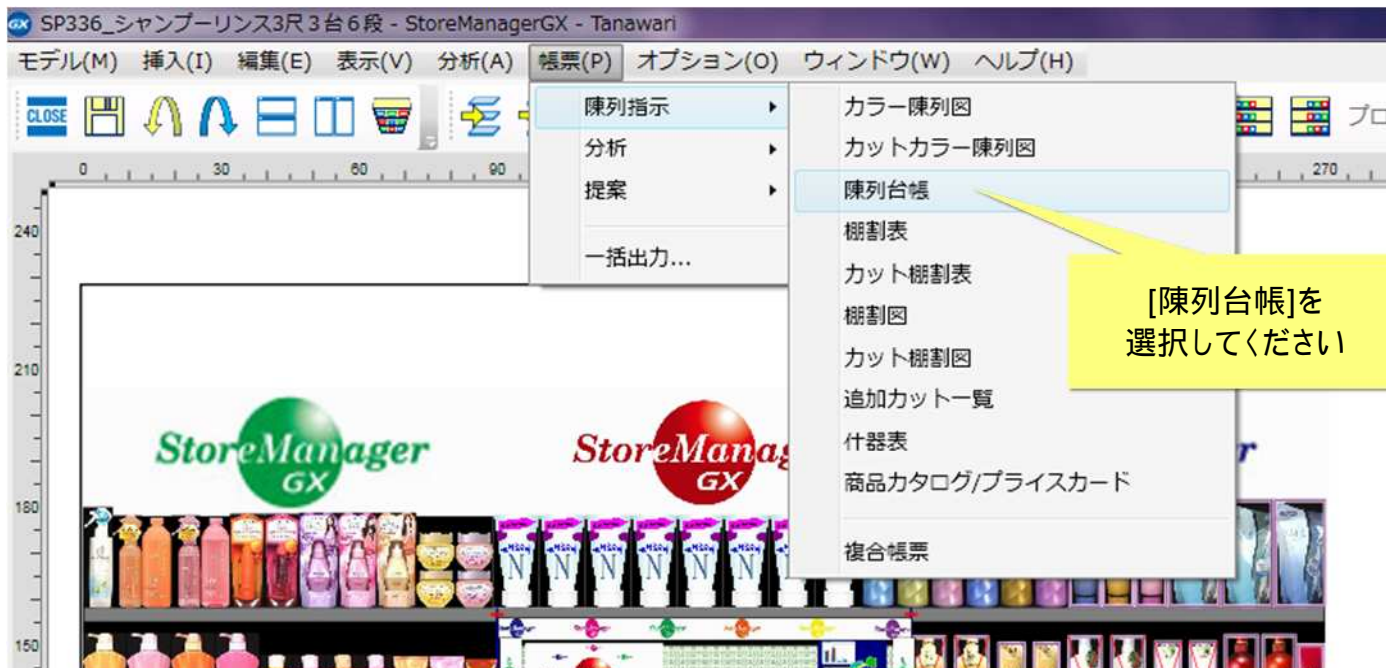 SP336_シャンプーリンス3尺3台6段 - StoreManagerGX - Tanawari
モデル(M) 挿入(I) 編集(E) 表示(V) 分析(A) 帳票(P) オプション(O) ウィンドウ(W) ヘルプ(H)
CLOSE
プロ
陳列指示
分析
提案
一括出力...
カラー陳列図
カットカラー陳列図
陳列台帳
棚割表
カット棚割表
棚割図
カット棚割図
追加カット一覧
什器表
商品カタログ/プライスカード
複合帳票
[陳列台帳]を
選択してください
0 30 60 90 270
240
210
180
150
StoreManager
GX
StoreManag
GX
r
N N N N N N